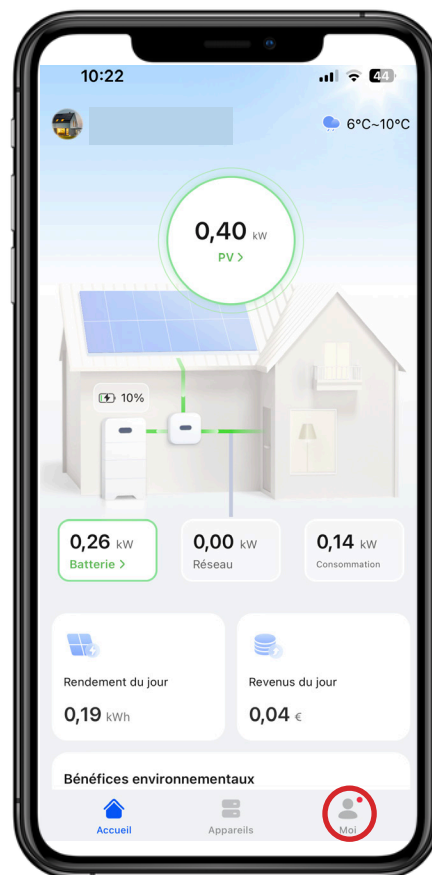 10:22
44
6°C~10°C
0,40 kW
PV >
10%
0,26 kW
Batterie >
0,00 kW
Réseau
0,14 kW
Consommation
Rendement du jour
0,19 kWh
Revenus du jour
0,04 €
Bénéfices environnementaux
Accueil
Appareils
Moi